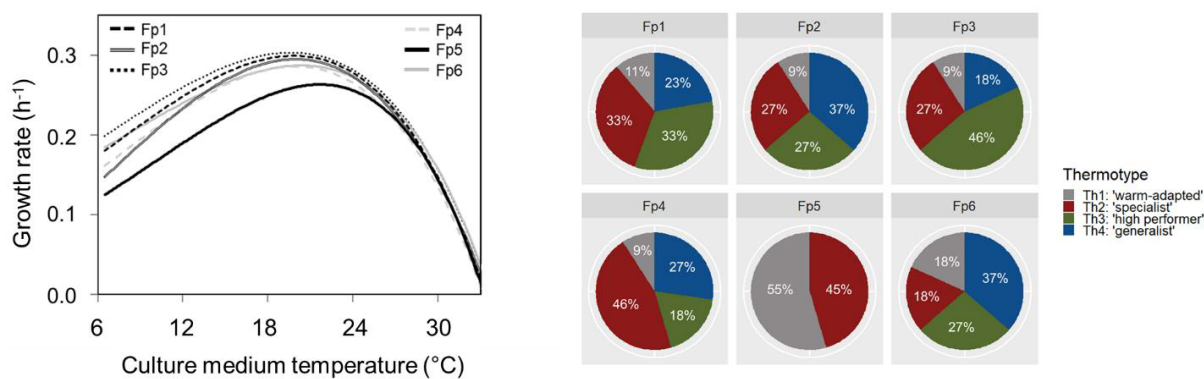 Growth rate (h⁻¹)
0.3
0.2
0.1
0.0
Fp1
Fp2
Fp3
Fp4
Fp5
Fp6
6 12 18 24 30
Culture medium temperature (°C)
Fp1 Fp2 Fp3
11% 23% 33% 33%
9% 37% 27% 27%
9% 18% 27% 46%
Fp4 Fp5 Fp6
9% 27% 46% 18%
55% 45%
18% 37% 18% 27%
Thermotype
Th1: 'warm-adapted'
Th2: 'specialist'
Th3: 'high performer'
Th4: 'generalist'